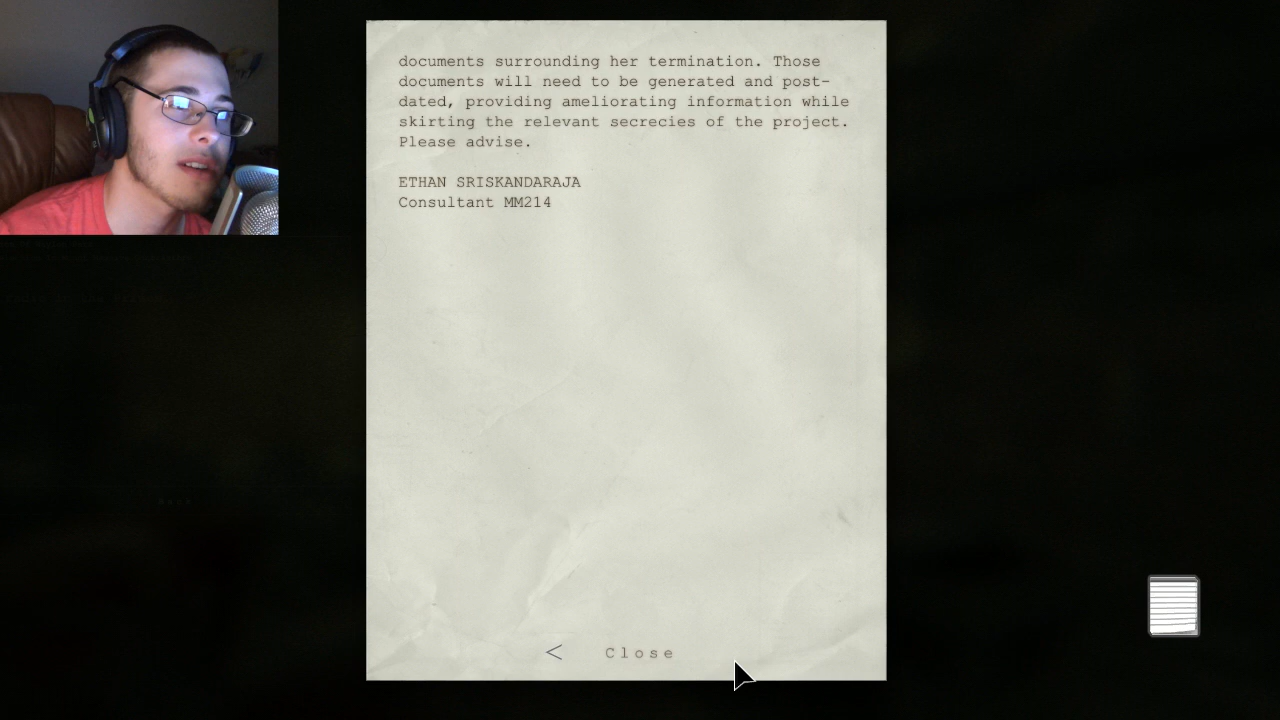 documents surrounding her termination. Those
documents will need to be generated and post-
dated, providing ameliorating information while
skirting the relevant secrecies of the project.
Please advise.
ETHAN SRISKANDARAJA
Consultant MM214
< Close